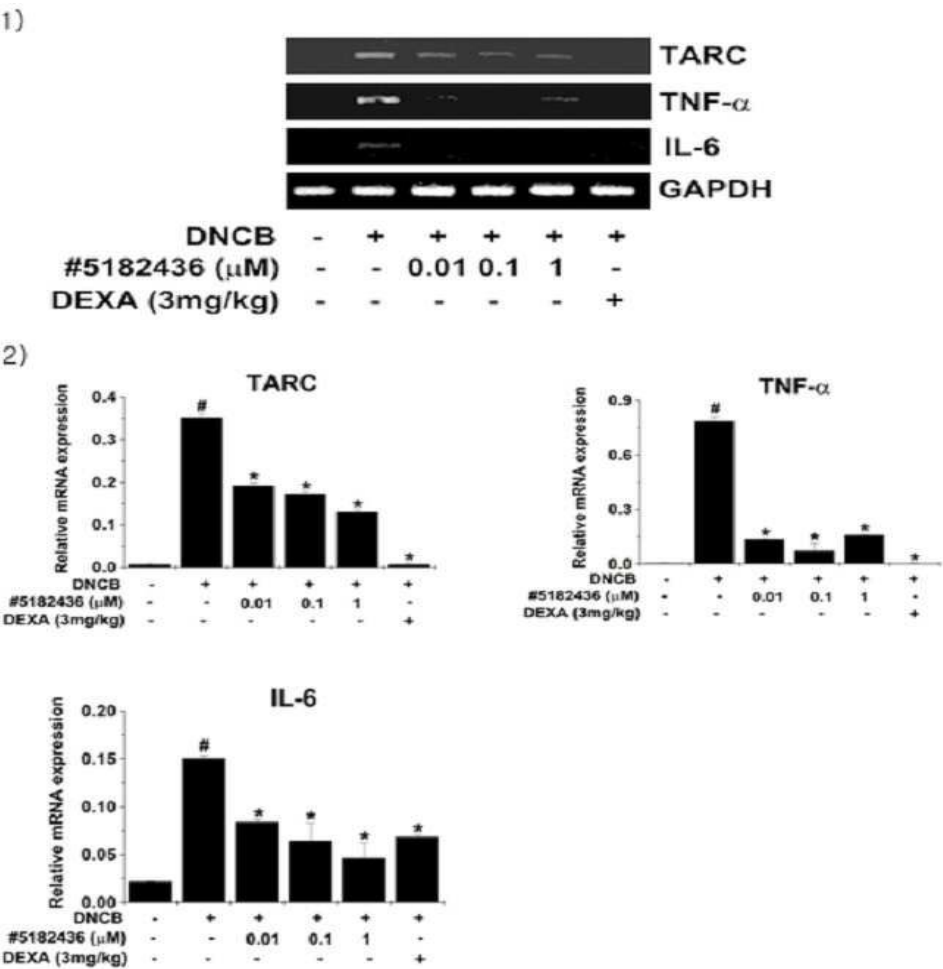 1)
TARC
TNF-α
IL-6
GAPDH
DNCB - + + + + +
#5182436 (μM) - - 0.01 0.1 1 -
DEXA (3mg/kg) - - - - - +
2)
TARC
Relative mRNA expression
0.4
0.3
0.2
0.1
0.0
# * * * *
DNCB - + + + + +
#5182436 (μM) - - 0.01 0.1 1 -
DEXA (3mg/kg) - - - - - +
TNF-α
Relative mRNA expression
0.9
0.6
0.3
0.0
# * * * *
DNCB - + + + + +
#5182436 (μM) - - 0.01 0.1 1 -
DEXA (3mg/kg) - - - - - +
IL-6
Relative mRNA expression
0.20
0.15
0.10
0.05
0.00
# * * * *
DNCB - + + + + +
#5182436 (μM) - - 0.01 0.1 1 -
DEXA (3mg/kg) - - - - - +